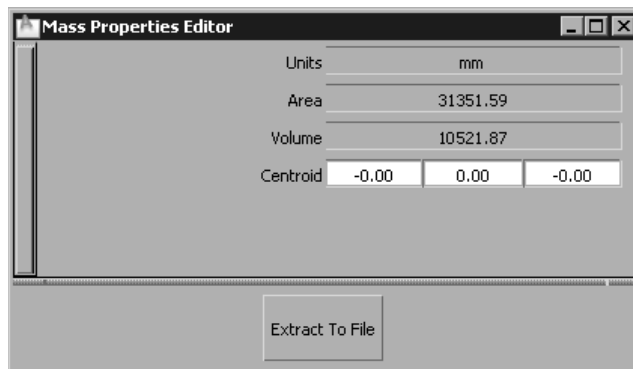 Mass Properties Editor
Units mm
Area 31351.59
Volume 10521.87
Centroid -0.00 0.00 -0.00
Extract To File